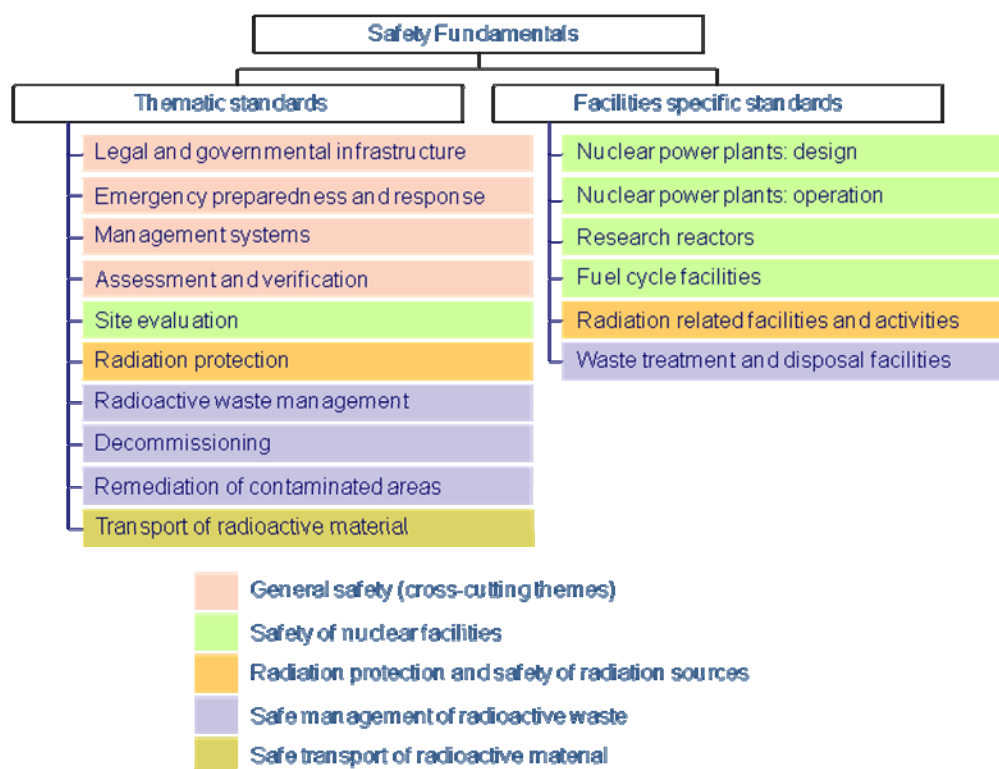 Safety Fundamentals
Thematic standards
Legal and governmental infrastructure
Emergency preparedness and response
Management systems
Assessment and verification
Site evaluation
Radiation protection
Radioactive waste management
Decommissioning
Remediation of contaminated areas
Transport of radioactive material
Facilities specific standards
Nuclear power plants: design
Nuclear power plants: operation
Research reactors
Fuel cycle facilities
Radiation related facilities and activities
Waste treatment and disposal facilities
General safety (cross-cutting themes)
Safety of nuclear facilities
Radiation protection and safety of radiation sources
Safe management of radioactive waste
Safe transport of radioactive material